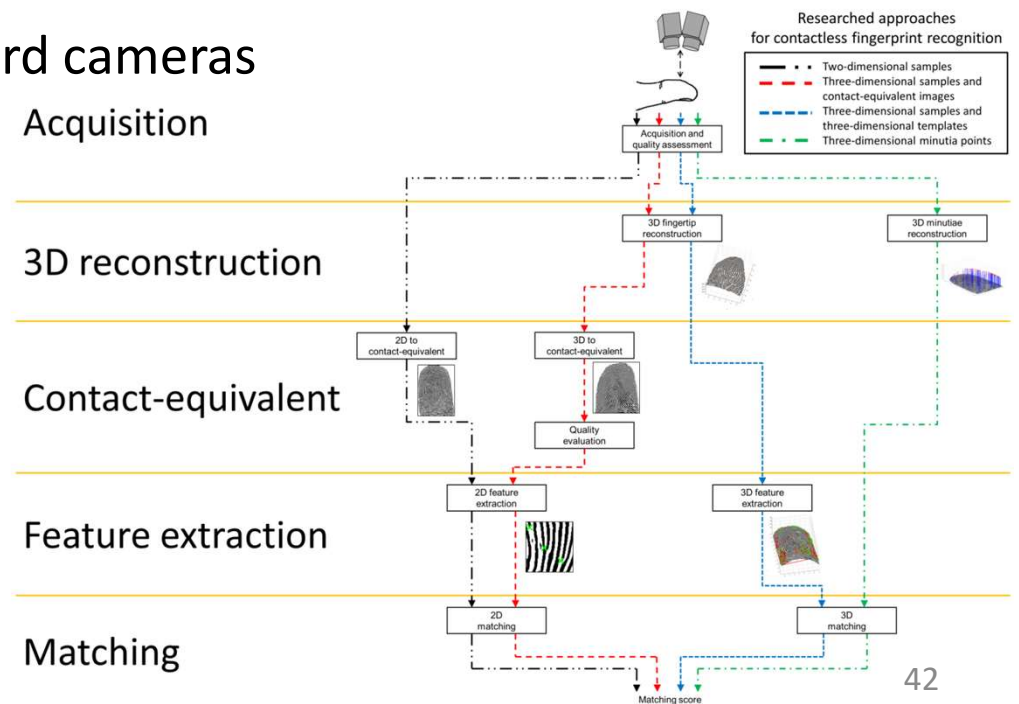 rd cameras
Researched approaches
for contactless fingerprint recognition
Two-dimensional samples
Three-dimensional samples and
contact-equivalent images
Three-dimensional samples and
three-dimensional templates
Three-dimensional minutia points
Acquisition
Acquisition and
quality assessment
3D reconstruction
3D fingertip
reconstruction
3D minutiae
reconstruction
Contact-equivalent
2D to
contact-equivalent
3D to
contact-equivalent
Quality
evaluation
Feature extraction
2D feature
extraction
3D feature
extraction
Matching
2D
matching
3D
matching
Matching score
42